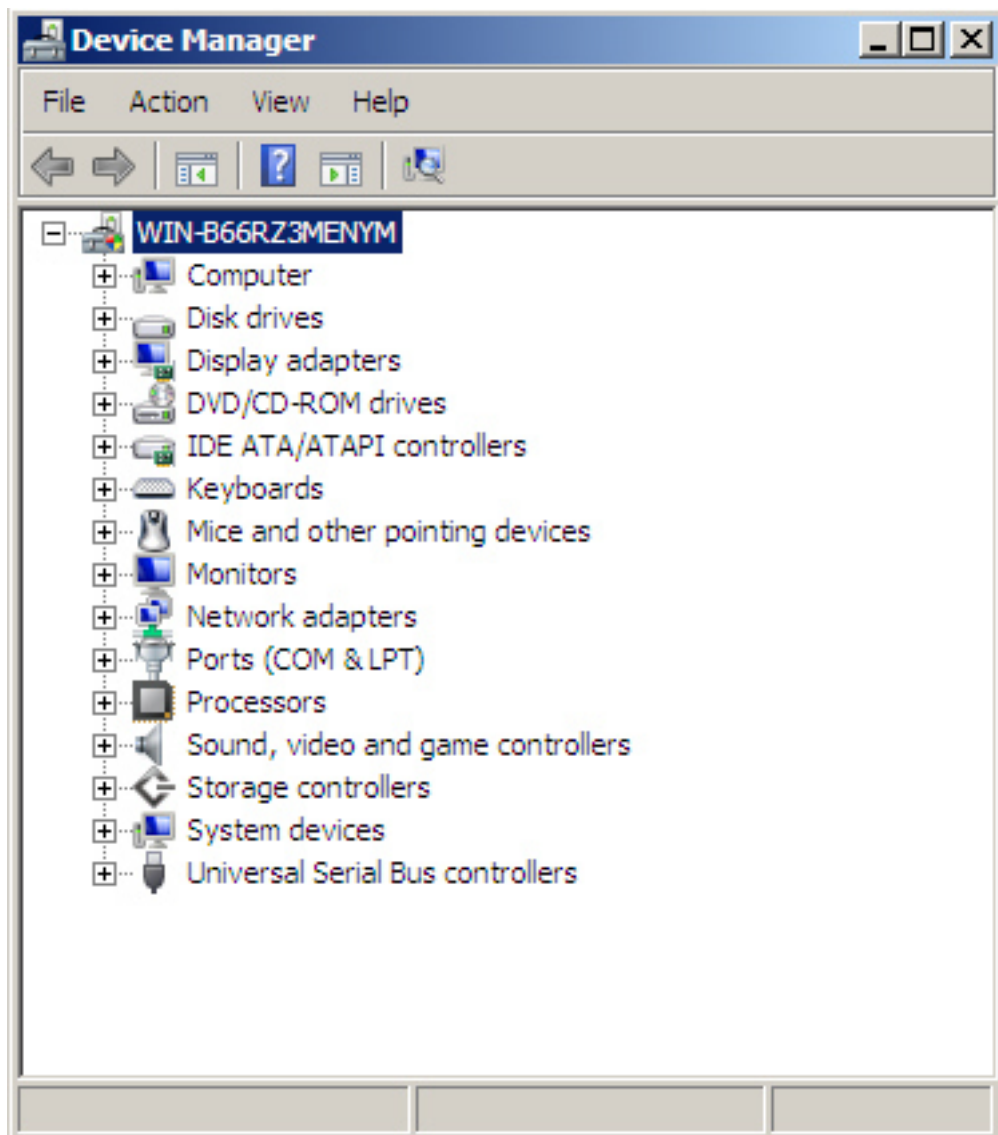 Device Manager
File Action View Help
?
WIN-B66RZ3MENYM
Computer
Disk drives
Display adapters
DVD/CD-ROM drives
IDE ATA/ATAPI controllers
Keyboards
Mice and other pointing devices
Monitors
Network adapters
Ports (COM & LPT)
Processors
Sound, video and game controllers
Storage controllers
System devices
Universal Serial Bus controllers